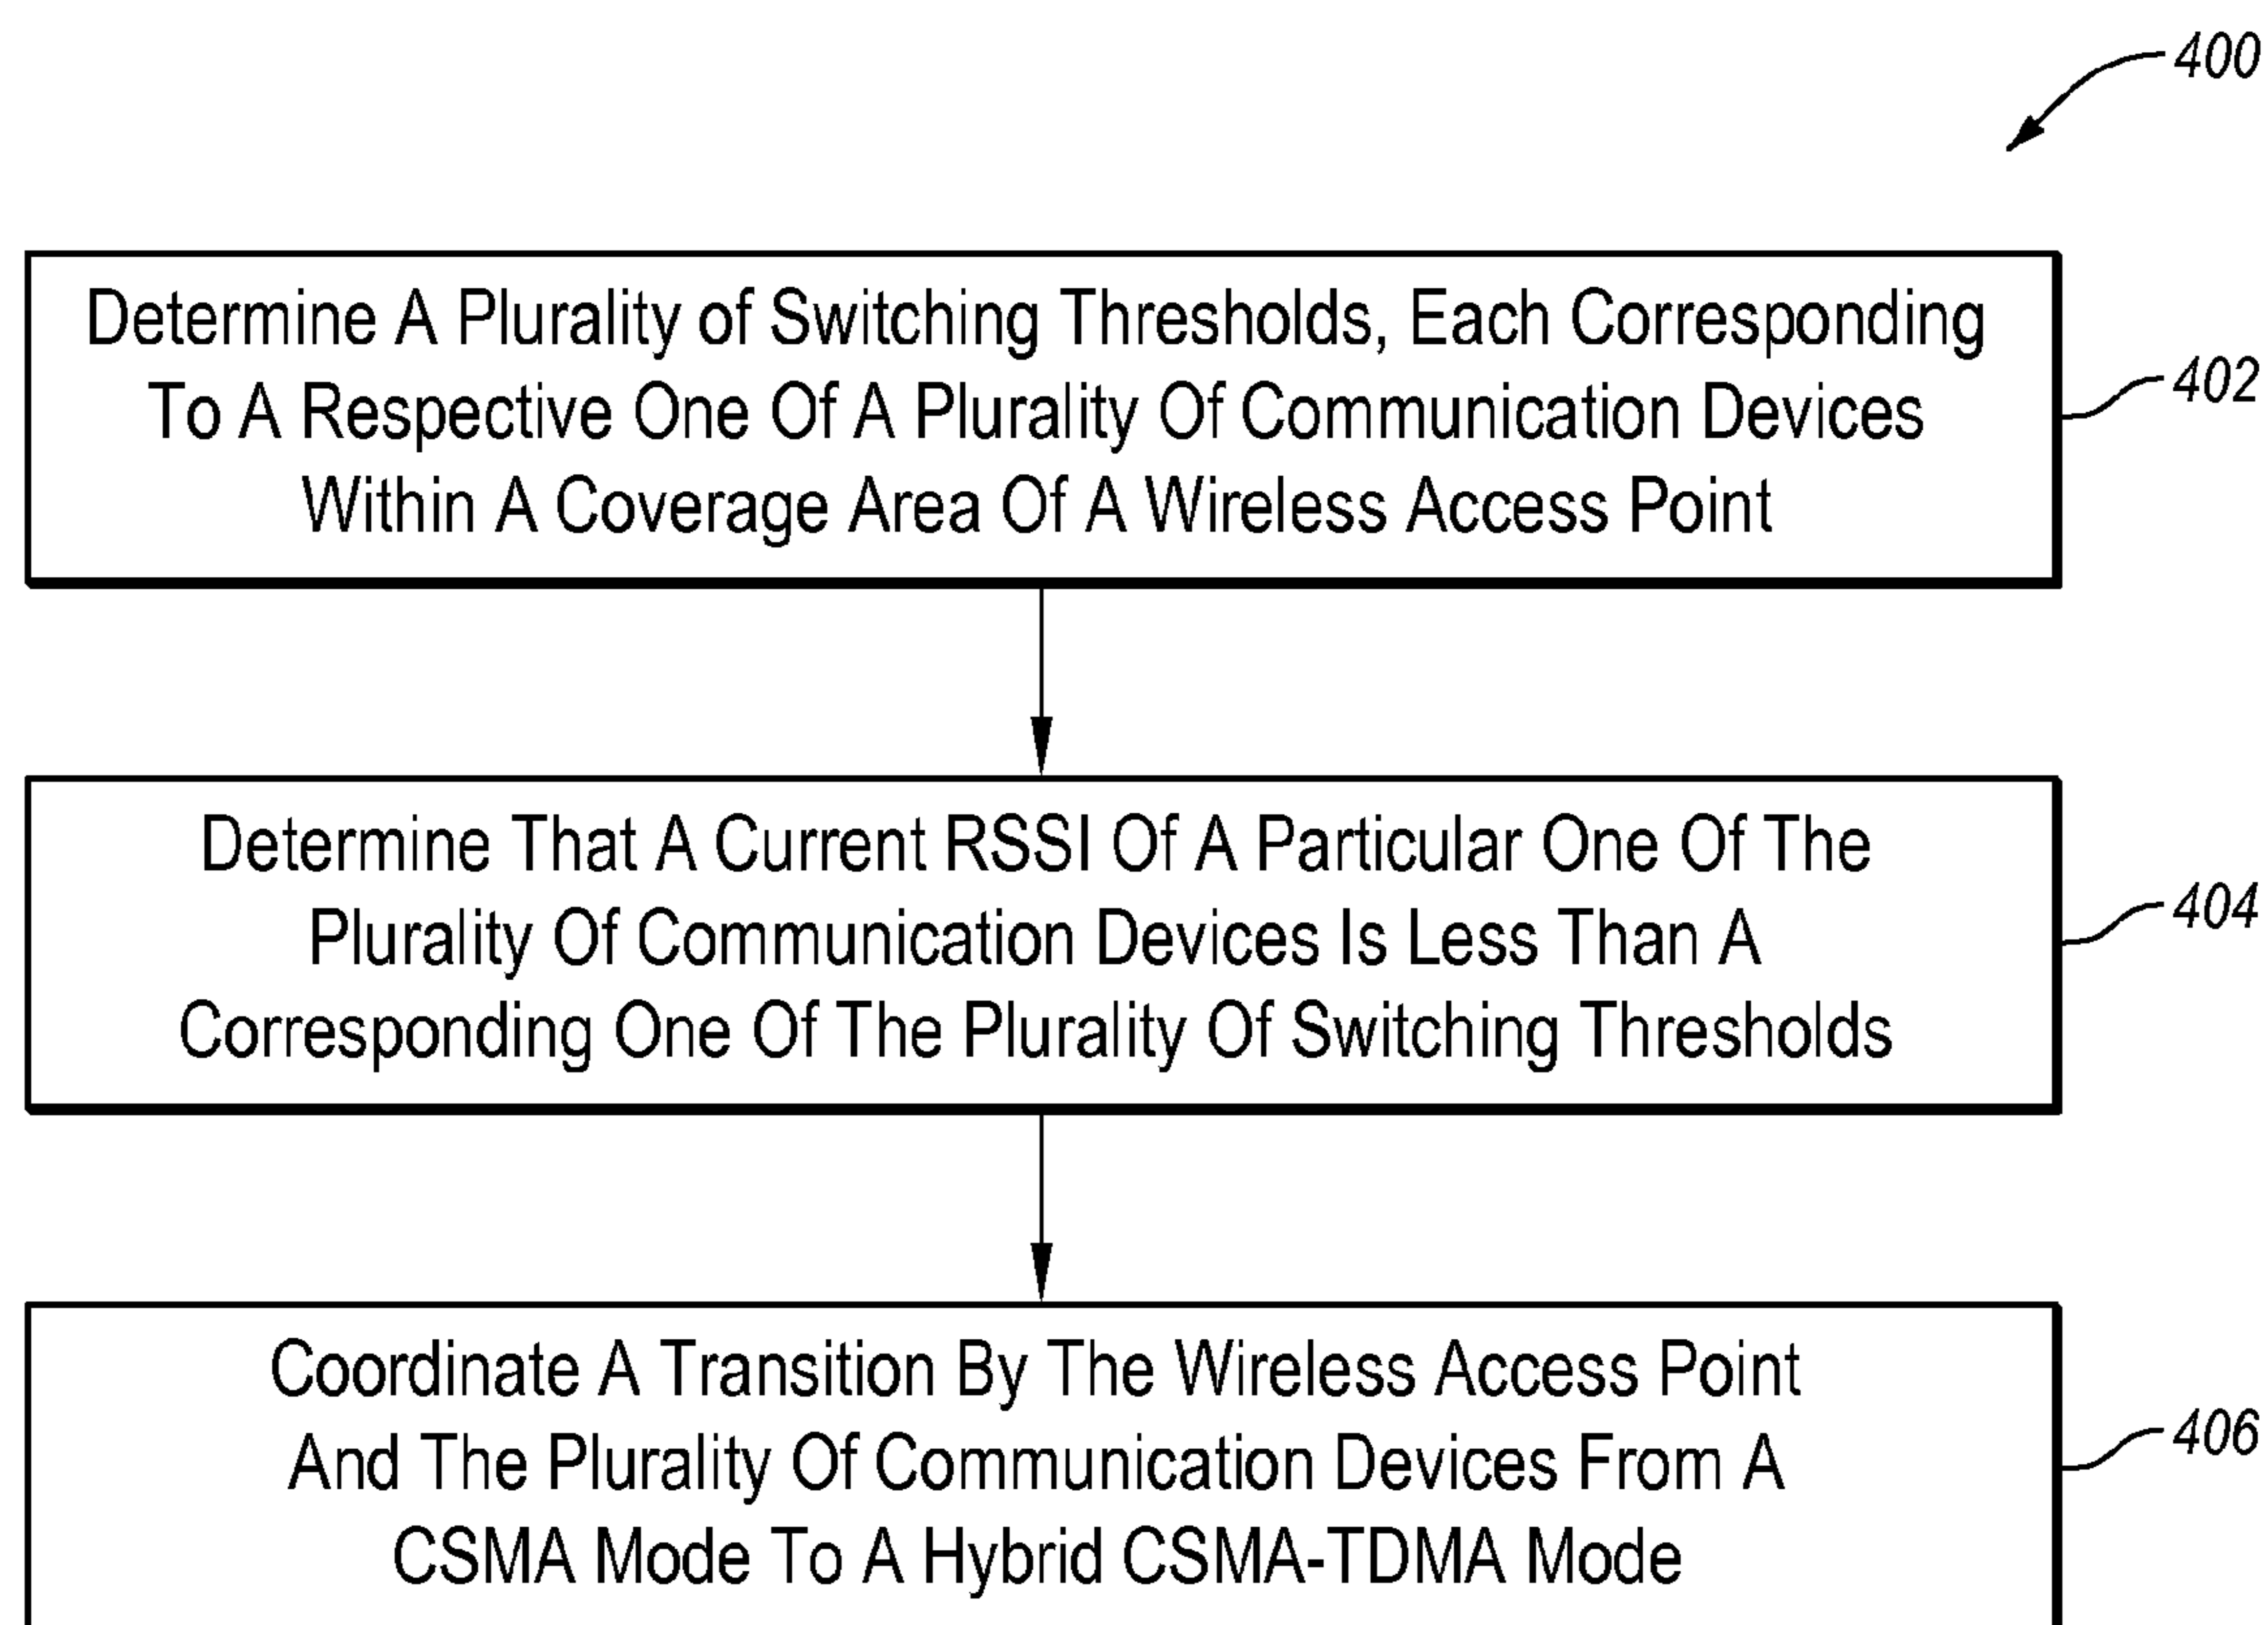 400
Determine A Plurality of Switching Thresholds, Each Corresponding
To A Respective One Of A Plurality Of Communication Devices
Within A Coverage Area Of A Wireless Access Point
402
Determine That A Current RSSI Of A Particular One Of The
Plurality Of Communication Devices Is Less Than A
Corresponding One Of The Plurality Of Switching Thresholds
404
Coordinate A Transition By The Wireless Access Point
And The Plurality Of Communication Devices From A
CSMA Mode To A Hybrid CSMA-TDMA Mode
406